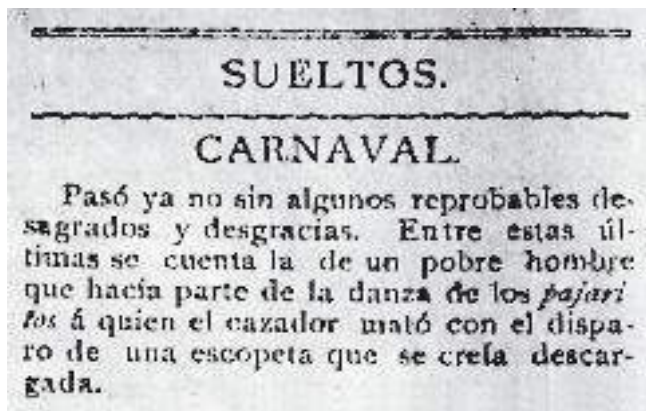 SUELTOS.
CARNAVAL.
Pasó ya no sin algunos reprobables de-
sagrados y desgracias. Entre estas úl-
timas se cuenta la de un pobre hombre
que hacía parte de la danza de los pajari
tos á quien el cazador mató con el dispa-
ro de una escopeta que se creía descar-
gada.